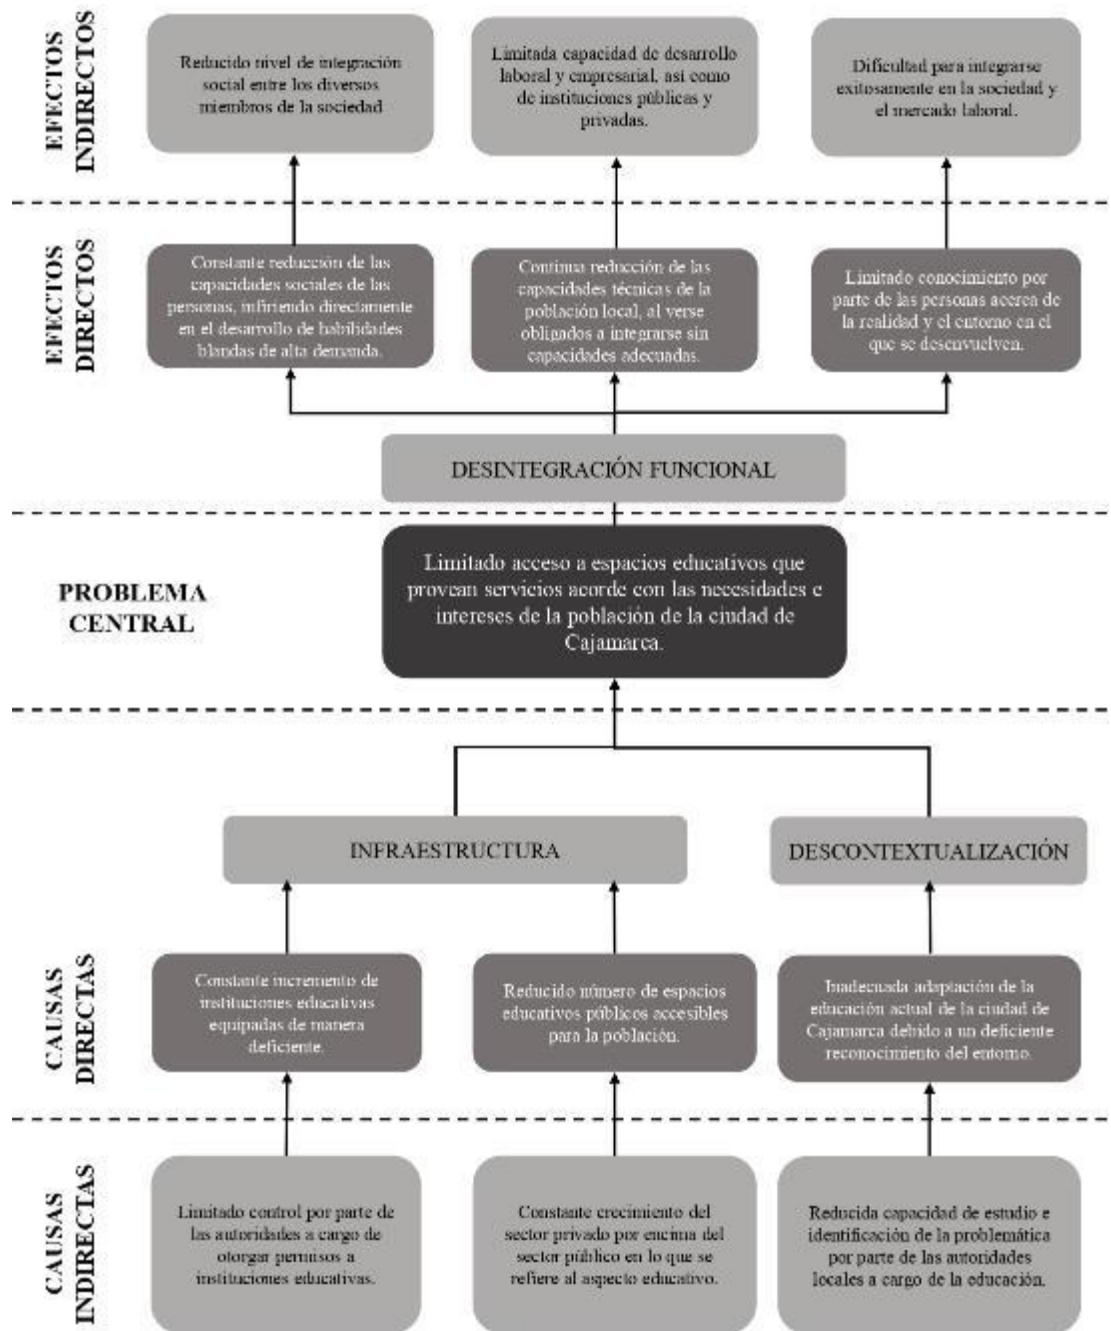 EFECTOS
INDIRECTOS
Reducido nivel de integración
social entre los diversos
miembros de la sociedad
Limitada capacidad de desarrollo
laboral y empresarial, así como
de instituciones públicas y
privadas.
Dificultad para integrarse
exitosamente en la sociedad y
el mercado laboral.
EFECTOS
DIRECTOS
Constante reducción de las
capacidades sociales de las
personas, infiriendo directamente
en el desarrollo de habilidades
blandas de alta demanda.
Continua reducción de las
capacidades técnicas de la
población local, al verse
obligados a integrarse sin
capacidades adecuadas.
Limitado conocimiento por
parte de las personas acerca de
la realidad y el entorno en el
que se desenvuelven.
DESINTEGRACIÓN FUNCIONAL
PROBLEMA
CENTRAL
Limitado acceso a espacios educativos que
provean servicios acorde con las necesidades e
intereses de la población de la ciudad de
Cajamarca.
INFRAESTRUCTURA
DESCONTEXTUALIZACIÓN
CAUSAS
DIRECTAS
Constante incremento de
instituciones educativas
equipadas de manera
deficiente.
Reducido número de espacios
educativos públicos accesibles
para la población.
Inadecuada adaptación de la
educación actual de la ciudad de
Cajamarca debido a un deficiente
reconocimiento del entorno.
CAUSAS
INDIRECTAS
Limitado control por parte de
las autoridades a cargo de
otorgar permisos a
instituciones educativas.
Constante crecimiento del
sector privado por encima del
sector público en lo que se
refiere al aspecto educativo.
Reducida capacidad de estudio e
identificación de la problemática
por parte de las autoridades
locales a cargo de la educación.